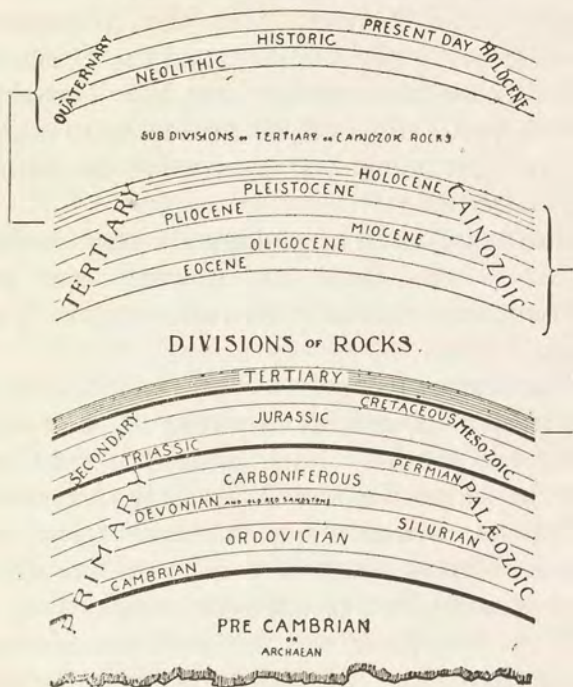 QUATERNARY
PRESENT DAY
HOLOCENE
HISTORIC
NEOLITHIC
SUB DIVISIONS OF TERTIARY OR CAINOZOIC ROCKS
TERTIARY
HOLOCENE
CAINOZOIC
PLEISTOCENE
PLIOCENE
MIOCENE
OLIGOCENE
EOCENE
DIVISIONS OF ROCKS.
TERTIARY
SECONDARY
CRETACEOUS
MESOZOIC
JURASSIC
TRIASSIC
PRIMARY
PERMIAN
PALÆOZOIC
CARBONIFEROUS
DEVONIAN AND OLD RED SANDSTONE
SILURIAN
ORDOVICIAN
CAMBRIAN
PRE CAMBRIAN
OR
ARCHAEAN